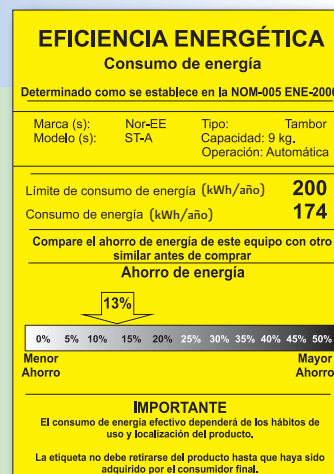 EFICIENCIA ENERGÉTICA
Consumo de energía
Determinado como se establece en la NOM-005 ENE-2000
Marca (s): Nor-EE Tipo: Tambor
Modelo (s): ST-A Capacidad: 9 kg.
Operación: Automática
Límite de consumo de energía (kWh/año) 200
Consumo de energía (kWh/año) 174
Compare el ahorro de energía de este equipo con otro
similar antes de comprar
Ahorro de energía
13%
0% 5% 10% 15% 20% 25% 30% 35% 40% 45% 50%
Menor Mayor
Ahorro Ahorro
IMPORTANTE
El consumo de energía efectivo dependerá de los hábitos de
uso y localización del producto.
La etiqueta no debe retirarse del producto hasta que haya sido
adquirido por el consumidor final.